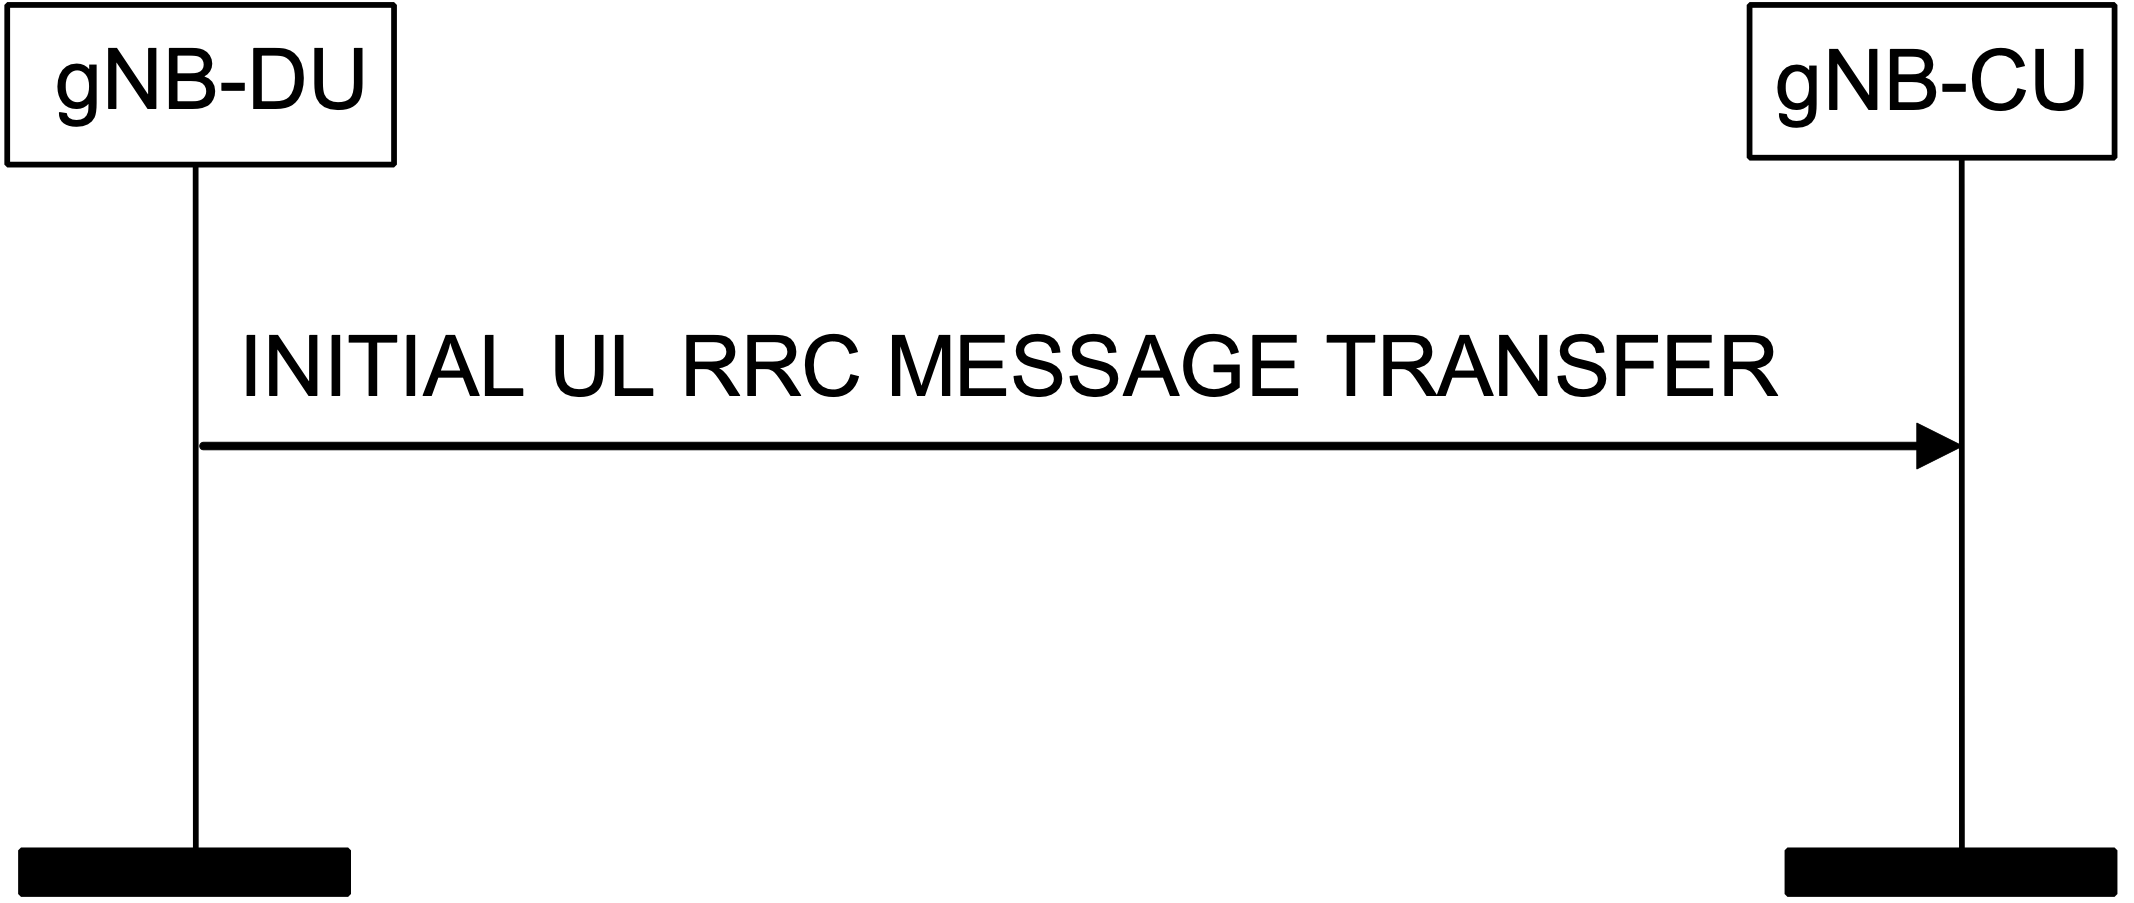 gNB-DU
gNB-CU
INITIAL UL RRC MESSAGE TRANSFER